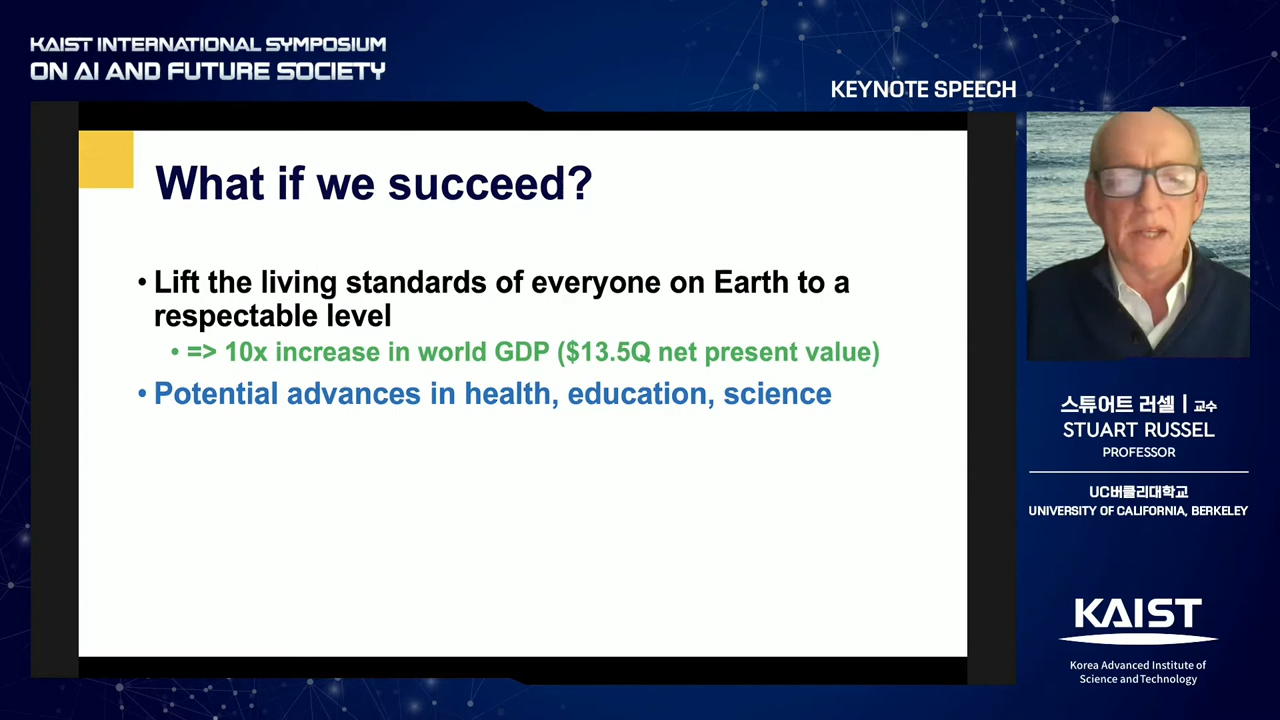 KAIST INTERNATIONAL SYMPOSIUM
ON AI AND FUTURE SOCIETY
KEYNOTE SPEECH
What if we succeed?
• Lift the living standards of everyone on Earth to a
respectable level
• => 10x increase in world GDP ($13.5Q net present value)
• Potential advances in health, education, science
스튜어트 러셀 | 교수
STUART RUSSEL
PROFESSOR
UC버클리대학교
UNIVERSITY OF CALIFORNIA, BERKELEY
KAIST
Korea Advanced Institute of
Science and Technology